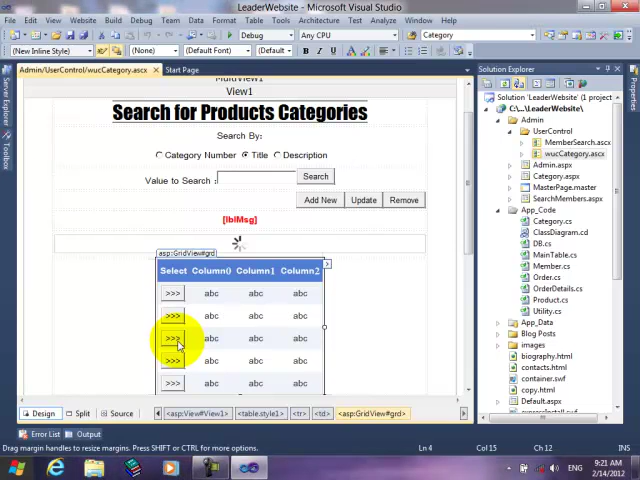 LeaderWebsite - Microsoft Visual Studio
File Edit View Website Build Debug Team Data Format Table Tools Architecture Test Analyze Window Help
Debug Any CPU Category
(New Inline Style) (None) (Default Font) (Default
Admin/UserControl/wucCategory.ascx Start Page
Server Explorer
Toolbox
MultiView1
View1
Search for Products Categories
Search By:
Category Number Title Description
Value to Search : Search
Add New Update Remove
[lblMsg]
asp:GridView#grd
Select Column0 Column1 Column2
>>> abc abc abc
>>> abc abc abc
>>> abc abc abc
>>> abc abc abc
>>> abc abc abc
Design Split Source <asp:View#View1> <table.style1> <tr> <td> <asp:GridView#grd>
Solution Explorer
Solution 'LeaderWebsite' (1
C:\...\LeaderWebsite\
Admin
UserControl
MemberSearch.ascx
wucCategory.ascx
Admin.aspx
Category.aspx
MasterPage.master
SearchMembers.aspx
App_Code
Category.cs
ClassDiagram.cd
DB.cs
MainTable.cs
Member.cs
Order.cs
OrderDetails.cs
Product.cs
Utility.cs
App_Data
Blog Posts
images
biography.html
contacts.html
container.swf
copy.html
Default.aspx
expressInstall.swf
Properties
Error List Output
Drag margin handles to resize margins. Press SHIFT or CTRL for more options. Ln 4 Col 15 Ch 12 INS
ENG 9:21 AM
2/14/2012